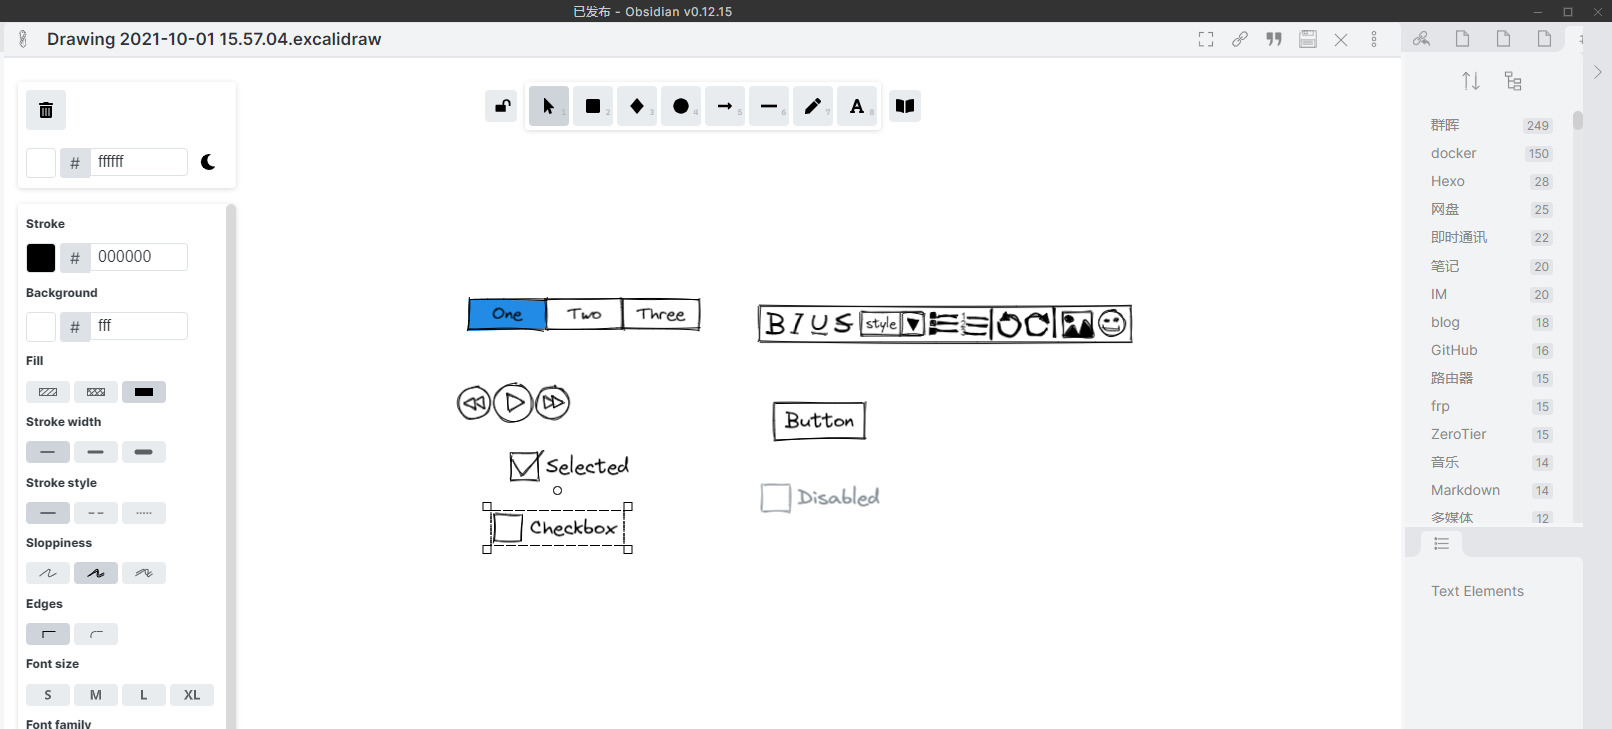 已发布 - Obsidian v0.12.15
Drawing 2021-10-01 15.57.04.excalidraw
1 2 3 4 5 6 7 8
A
# ffffff
Stroke
# 000000
Background
# fff
Fill
Stroke width
Stroke style
Sloppiness
Edges
Font size
S M L XL
Font family
One Two Three
B I U S style
Selected
Checkbox
Button
Disabled
群晖 249
docker 150
Hexo 28
网盘 25
即时通讯 22
笔记 20
IM 20
blog 18
GitHub 16
路由器 15
frp 15
ZeroTier 15
音乐 14
Markdown 14
多媒体 12
Text Elements